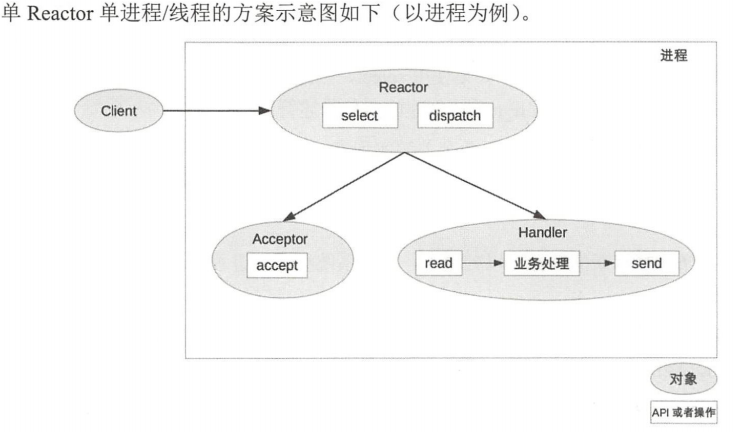 单 Reactor 单进程/线程的方案示意图如下（以进程为例）。
进程
Reactor
Client
select
dispatch
Acceptor
accept
Handler
read
业务处理
send
对象
API 或者操作